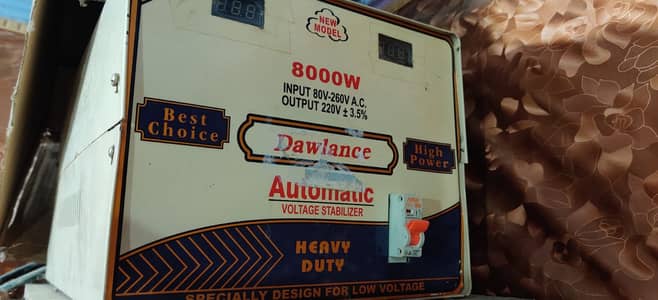 NEW
MODEL
8000W
INPUT 80V-260V A.C.
OUTPUT 220V ± 3.5%
Best
Choice
Dawlance
High
Power
Automatic
VOLTAGE STABILIZER
HEAVY
DUTY
SPECIALLY DESIGN FOR LOW VOLTAGE